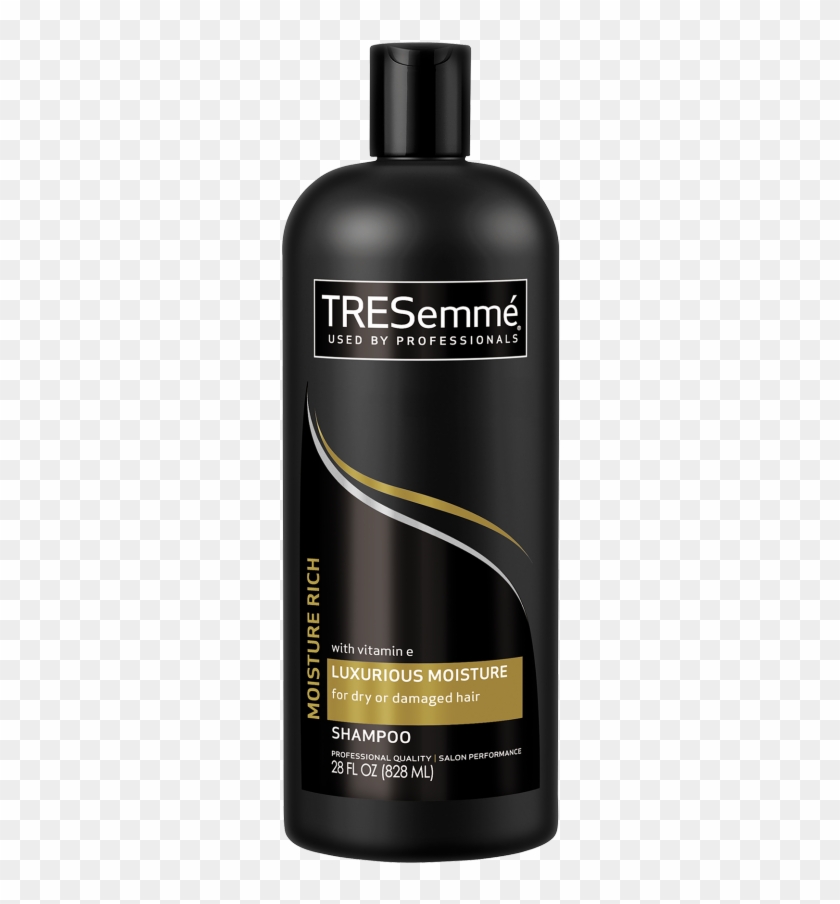 TRESemmé®
USED BY PROFESSIONALS
MOISTURE RICH
with vitamin e
LUXURIOUS MOISTURE
for dry or damaged hair
SHAMPOO
PROFESSIONAL QUALITY | SALON PERFORMANCE
28 FL OZ (828 ML)